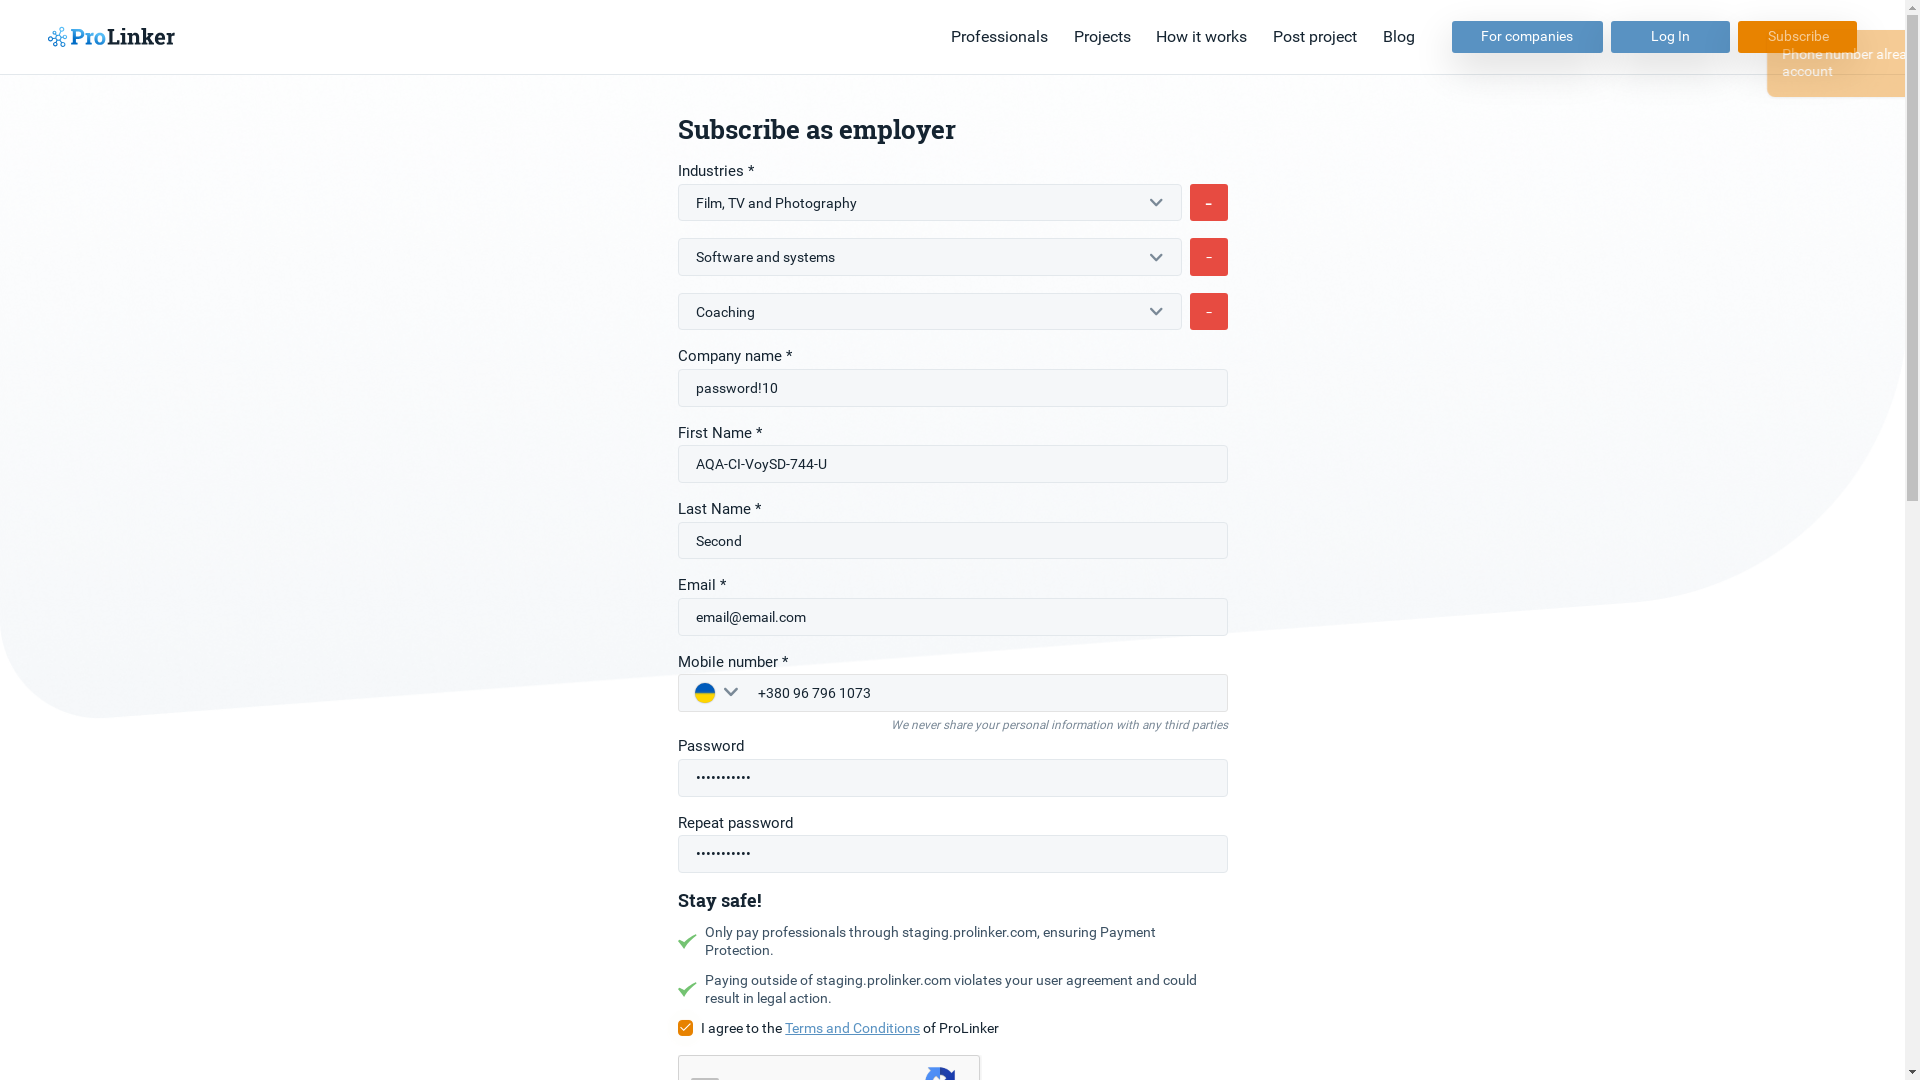 ProLinker
Professionals
Projects
How it works
Post project
Blog
For companies
Log In
Subscribe
Phone number
account
Subscribe as employer
Industries *
Film, TV and Photography
-
Software and systems
-
Coaching
-
Company name *
password!10
First Name *
AQA-CI-VoySD-744-U
Last Name *
Second
Email *
email@email.com
Mobile number *
+380 96 796 1073
We never share your personal information with any third parties
Password
•••••••••••
Repeat password
•••••••••••
Stay safe!
Only pay professionals through staging.prolinker.com, ensuring Payment
Protection.
Paying outside of staging.prolinker.com violates your user agreement and could
result in legal action.
I agree to the Terms and Conditions of ProLinker